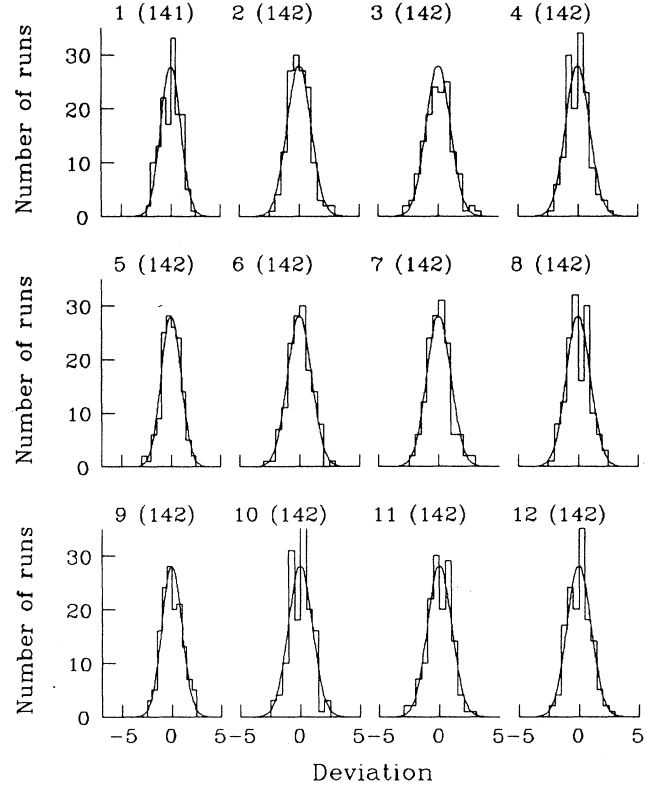 1 (141) 2 (142) 3 (142) 4 (142)
Number of runs
30
20
10
0
5 (142) 6 (142) 7 (142) 8 (142)
Number of runs
30
20
10
0
9 (142) 10 (142) 11 (142) 12 (142)
Number of runs
30
20
10
0
-5 0 5 -5 0 5 -5 0 5 -5 0 5
Deviation